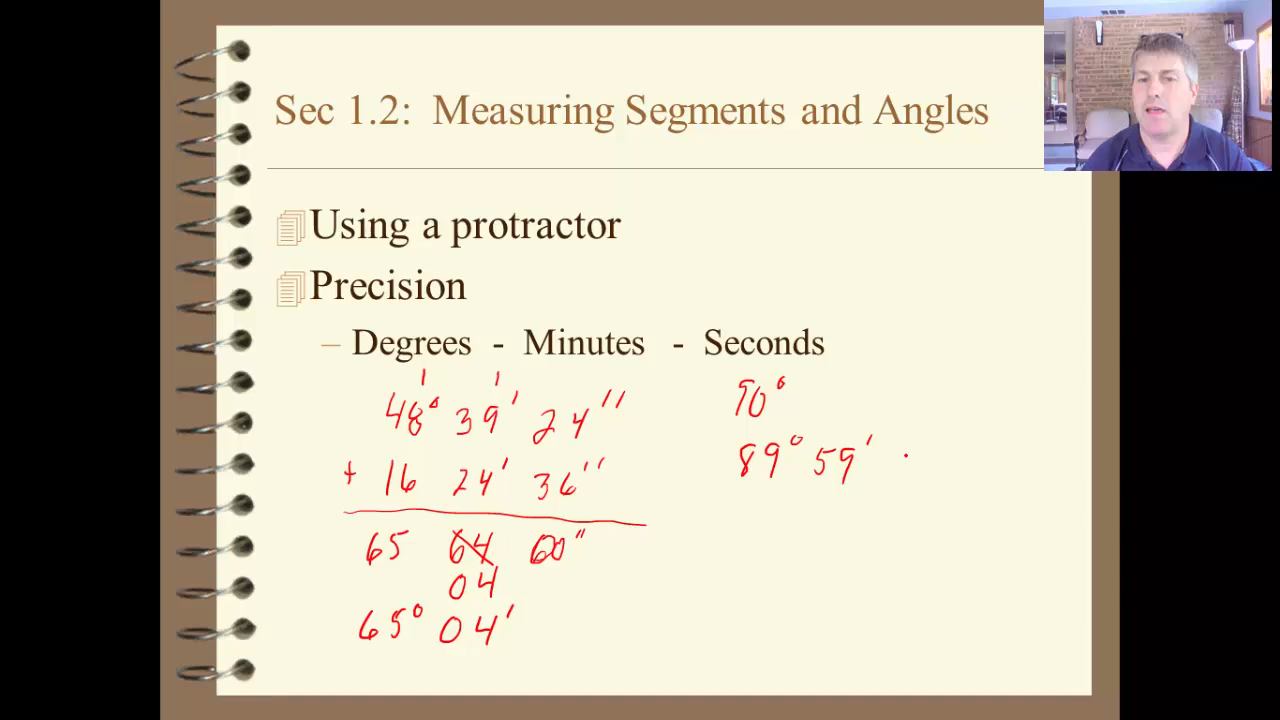 Sec 1.2: Measuring Segments and Angles
Using a protractor
Precision
– Degrees - Minutes - Seconds
1 1
48° 39' 24''
+ 16 24' 36''
65 64 60''
04
65° 04'
90°
89° 59'